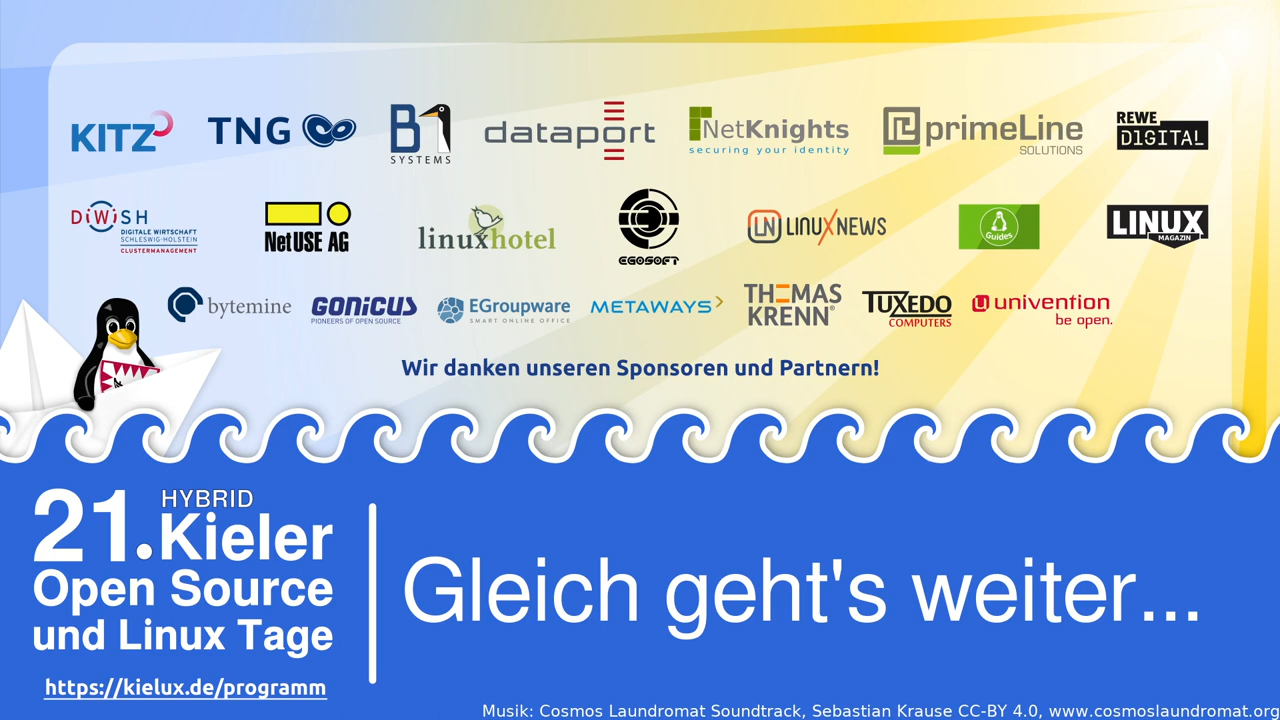 KITZ
TNG
B1
SYSTEMS
dataport
NetKnights
securing your identity
primeLine
SOLUTIONS
REWE
DIGITAL
DiWiSH
DIGITALE WIRTSCHAFT
SCHLESWIG-HOLSTEIN
CLUSTERMANAGEMENT
NetUSE AG
linuxhotel
EGOSOFT
LN LINUXNEWS
Guides
LINUX
MAGAZIN
bytemine
GONICUS
PIONEERS OF OPEN SOURCE
EGroupware
SMART ONLINE OFFICE
METAWAYS
THOMAS
KRENN®
TUXEDO
COMPUTERS
u univention
be open.
Wir danken unseren Sponsoren und Partnern!
HYBRID
21. Kieler
Open Source
und Linux Tage
https://kielux.de/programm
Gleich geht's weiter...
Musik: Cosmos Laundromat Soundtrack, Sebastian Krause CC-BY 4.0, www.cosmoslaundromat.org